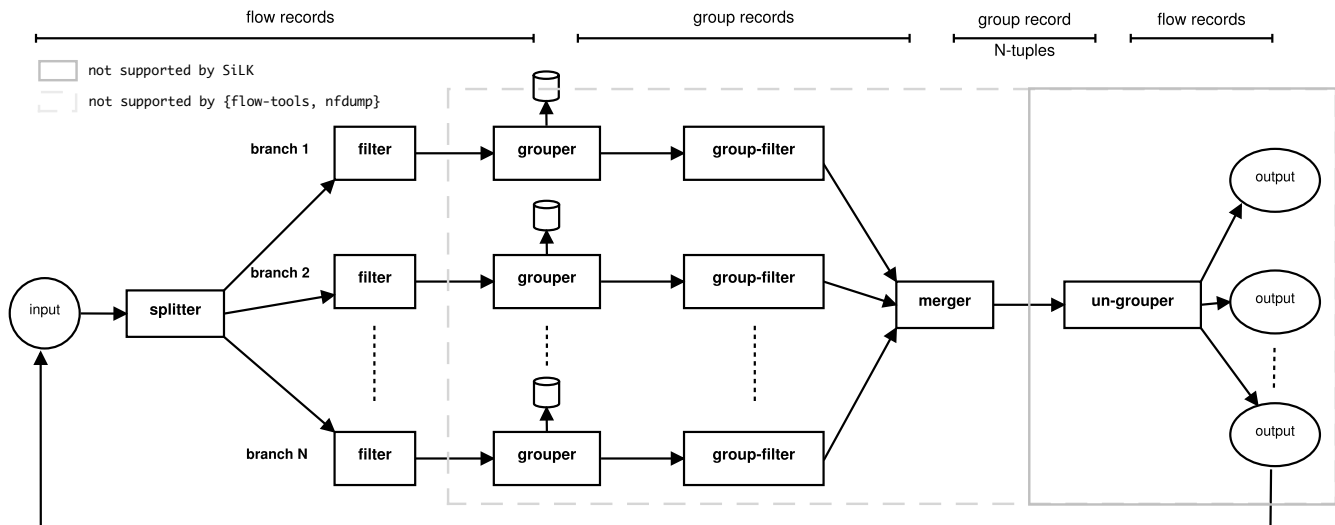 flow records
group records
group record
N-tuples
flow records
not supported by SiLK
not supported by {flow-tools, nfdump}
branch 1
filter
grouper
group-filter
output
branch 2
filter
grouper
group-filter
input
splitter
merger
un-grouper
output
branch N
filter
grouper
group-filter
output